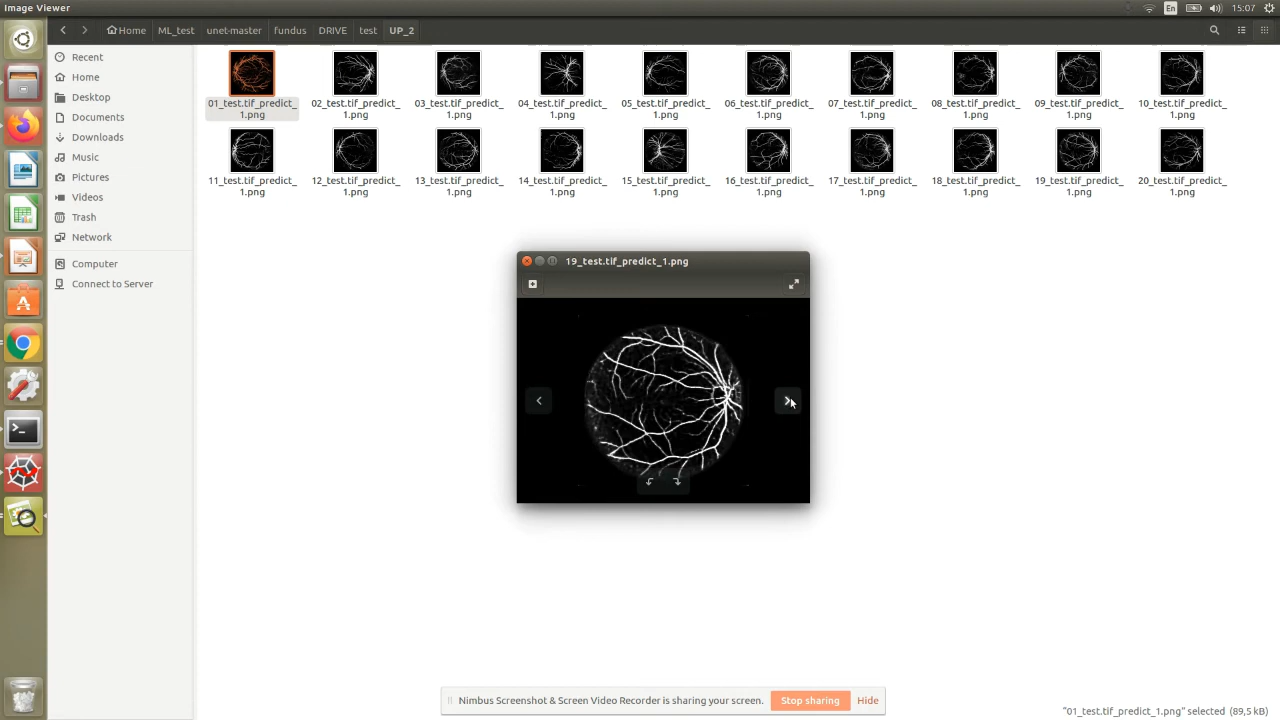 Image Viewer
En
15:07
Home
ML_test
unet-master
fundus
DRIVE
test
UP_2
Recent
Home
Desktop
Documents
Downloads
Music
Pictures
Videos
Trash
Network
Computer
Connect to Server
01_test.tif_predict_
1.png
02_test.tif_predict_
1.png
03_test.tif_predict_
1.png
04_test.tif_predict_
1.png
05_test.tif_predict_
1.png
06_test.tif_predict_
1.png
07_test.tif_predict_
1.png
08_test.tif_predict_
1.png
09_test.tif_predict_
1.png
10_test.tif_predict_
1.png
11_test.tif_predict_
1.png
12_test.tif_predict_
1.png
13_test.tif_predict_
1.png
14_test.tif_predict_
1.png
15_test.tif_predict_
1.png
16_test.tif_predict_
1.png
17_test.tif_predict_
1.png
18_test.tif_predict_
1.png
19_test.tif_predict_
1.png
20_test.tif_predict_
1.png
19_test.tif_predict_1.png
Nimbus Screenshot & Screen Video Recorder is sharing your screen.
Stop sharing
Hide
"01_test.tif_predict_1.png" selected (89,5 kB)